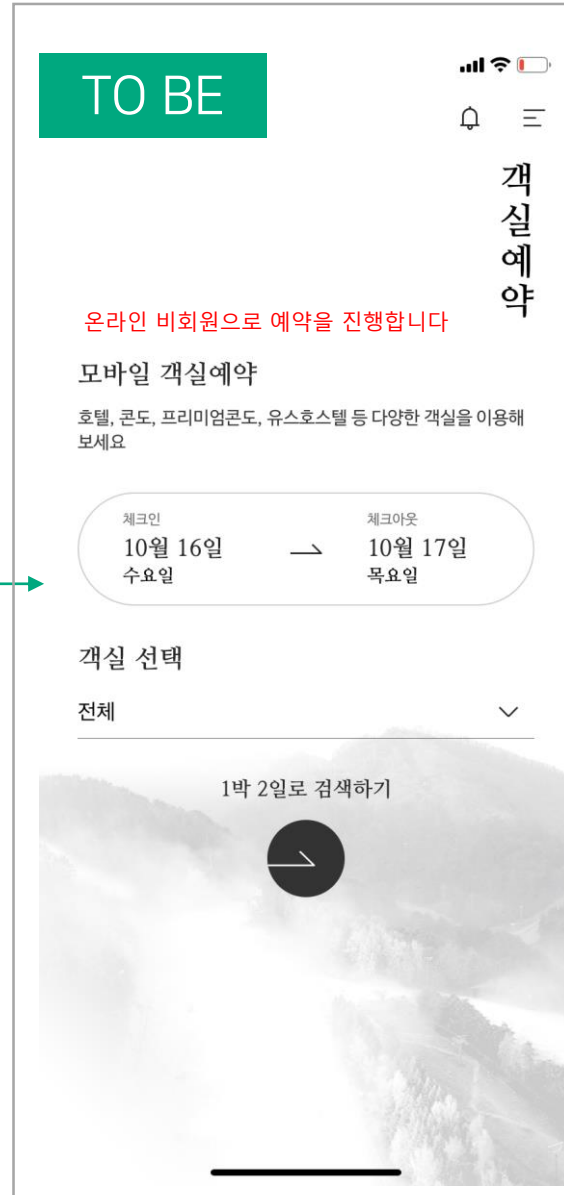 TO BE
객실예약
온라인 비회원으로 예약을 진행합니다
모바일 객실예약
호텔, 콘도, 프리미엄콘도, 유스호스텔 등 다양한 객실을 이용해
보세요
체크인
10월 16일
수요일
체크아웃
10월 17일
목요일
객실 선택
전체
1박 2일로 검색하기